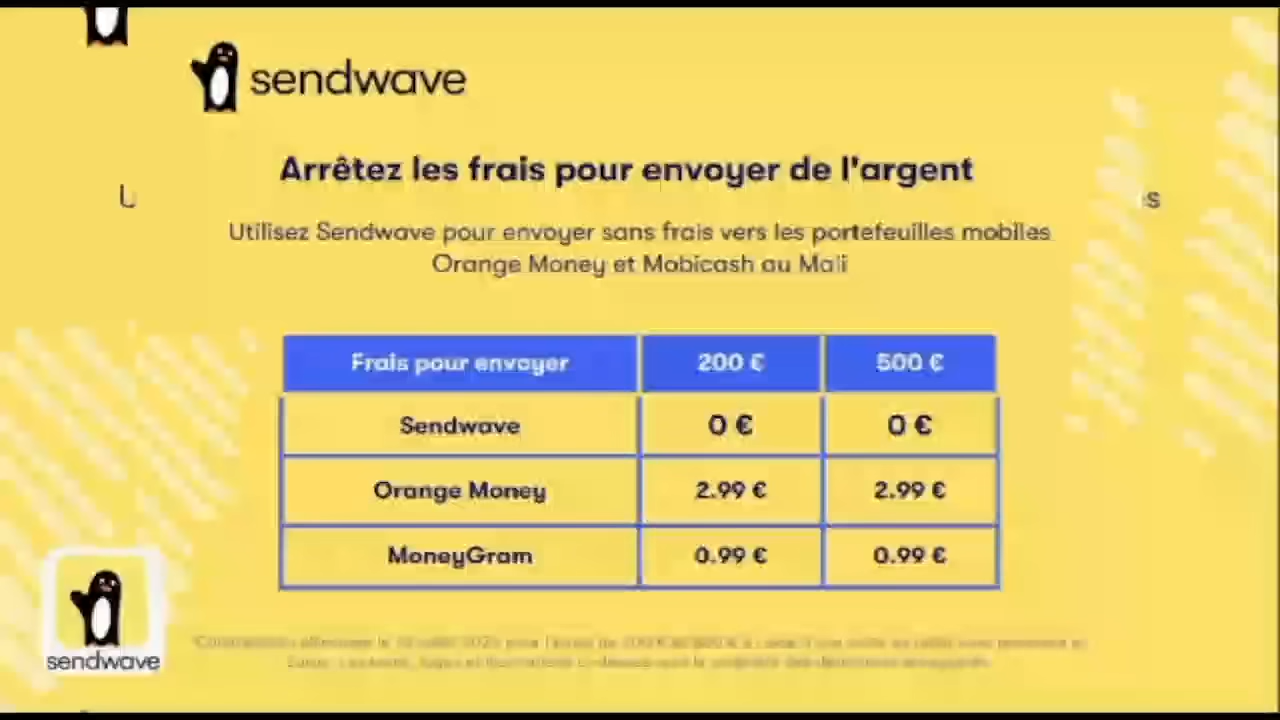 sendwave
Arrêtez les frais pour envoyer de l'argent
Utilisez Sendwave pour envoyer sans frais vers les portefeuilles mobiles
Orange Money et Mobicash au Mali
Frais pour envoyer 200 € 500 €
Sendwave 0 € 0 €
Orange Money 2.99 € 2.99 €
MoneyGram 0.99 € 0.99 €
sendwave